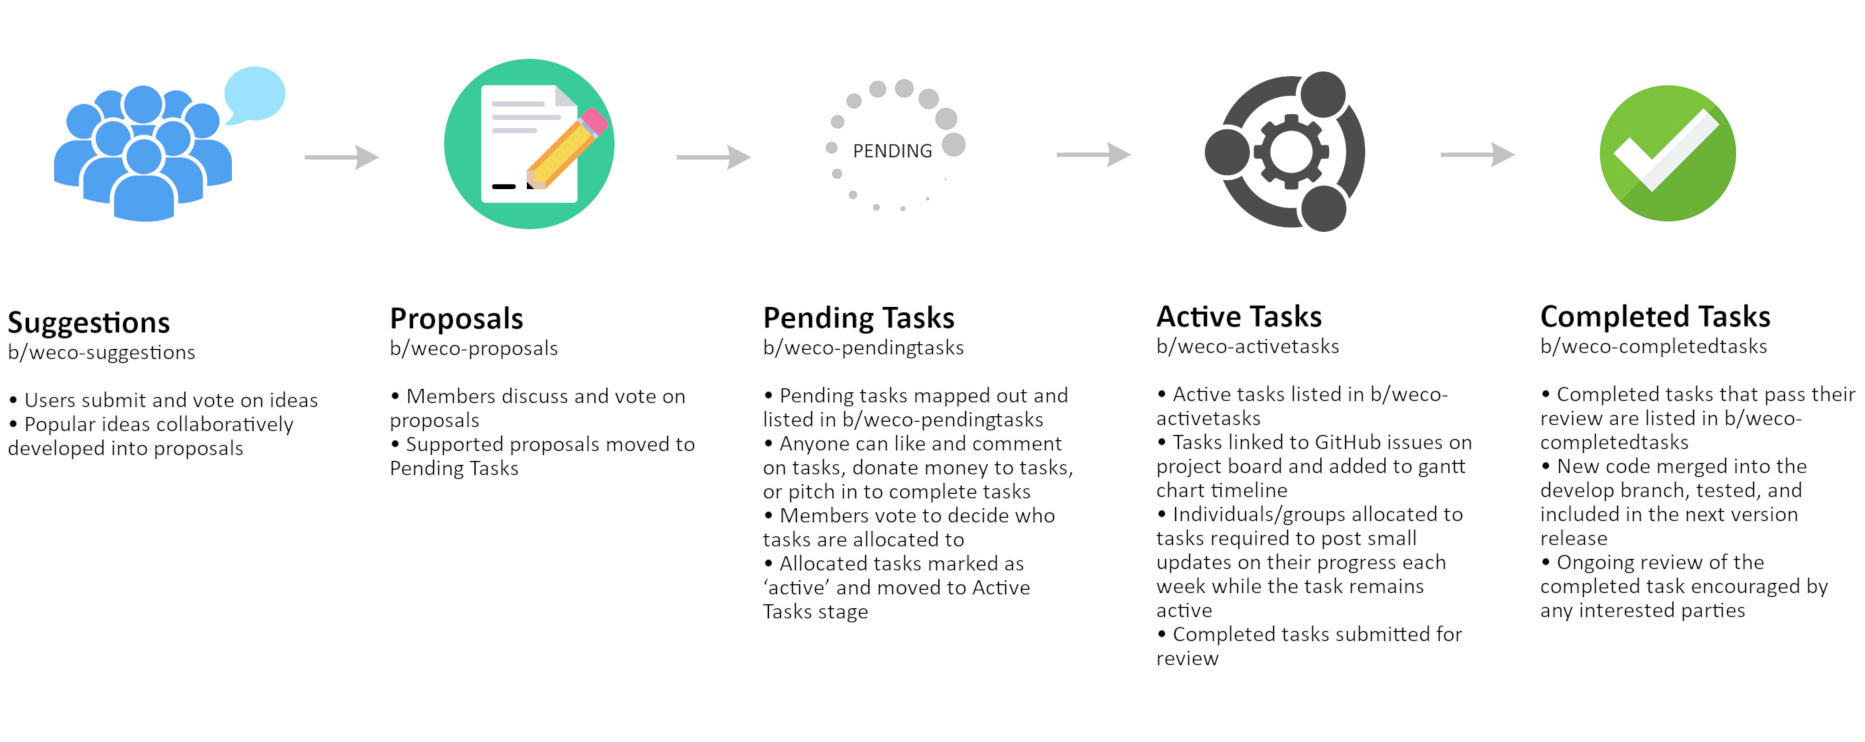 PENDING
Suggestions
b/weco-suggestions
• Users submit and vote on ideas
• Popular ideas collaboratively
developed into proposals
Proposals
b/weco-proposals
• Members discuss and vote on
proposals
• Supported proposals moved to
Pending Tasks
Pending Tasks
b/weco-pendingtasks
• Pending tasks mapped out and
listed in b/weco-pendingtasks
• Anyone can like and comment
on tasks, donate money to tasks,
or pitch in to complete tasks
• Members vote to decide who
tasks are allocated to
• Allocated tasks marked as
‘active’ and moved to Active
Tasks stage
Active Tasks
b/weco-activetasks
• Active tasks listed in b/weco-
activetasks
• Tasks linked to GitHub issues on
project board and added to gantt
chart timeline
• Individuals/groups allocated to
tasks required to post small
updates on their progress each
week while the task remains
active
• Completed tasks submitted for
review
Completed Tasks
b/weco-completedtasks
• Completed tasks that pass their
review are listed in b/weco-
completedtasks
• New code merged into the
develop branch, tested, and
included in the next version
release
• Ongoing review of the
completed task encouraged by
any interested parties